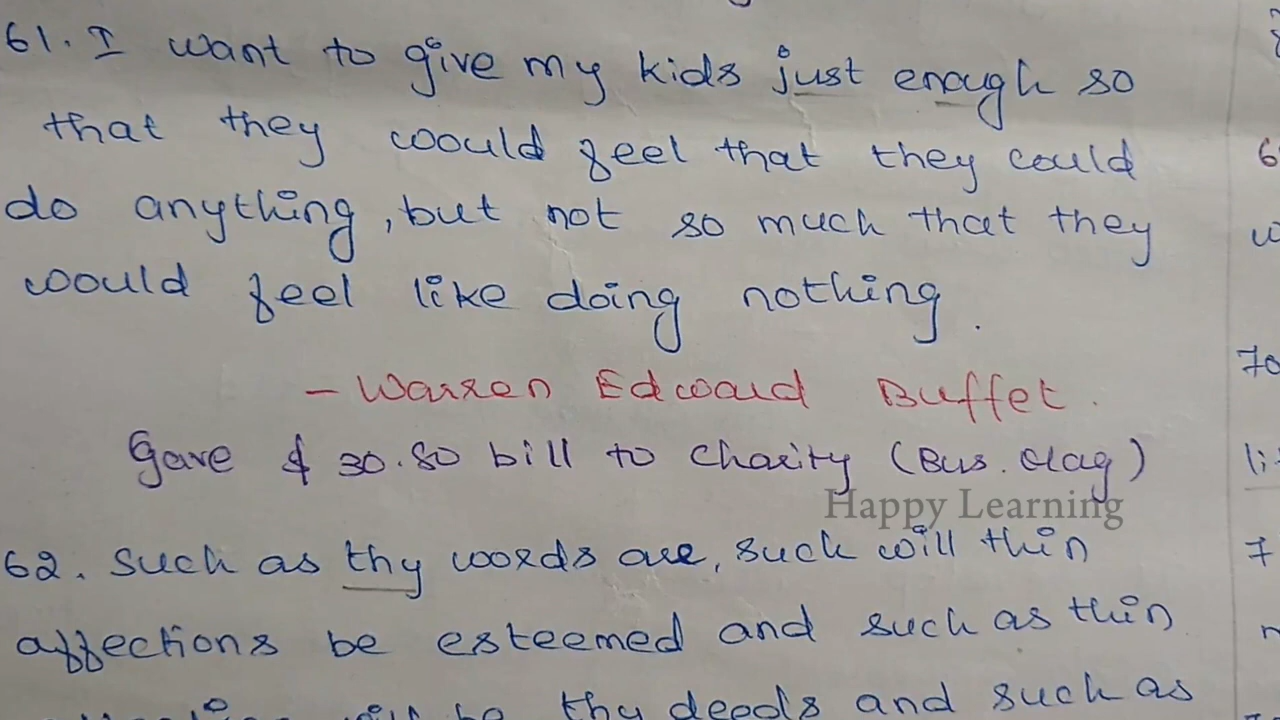 61. I want to give my kids just enough so
that they would feel that they could
do anything, but not so much that they
would feel like doing nothing.
- Warren Edward Buffet.
Gave $ 30.80 bill to charity (Bus. Mag)
Happy Learning
62. Such as thy words are, such will thin
affections be esteemed and such as thin
will be thy deeds and such as